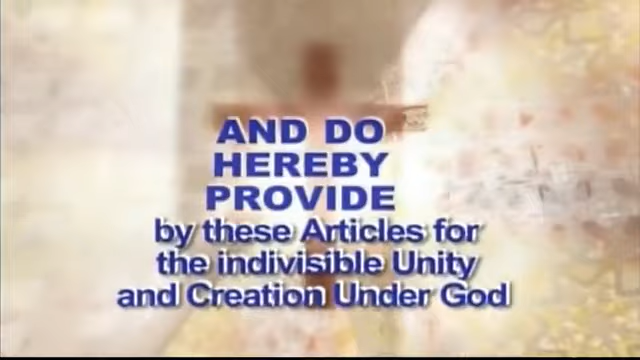 AND DO
HEREBY
PROVIDE
by these Articles for
the indivisible Unity
and Creation Under God